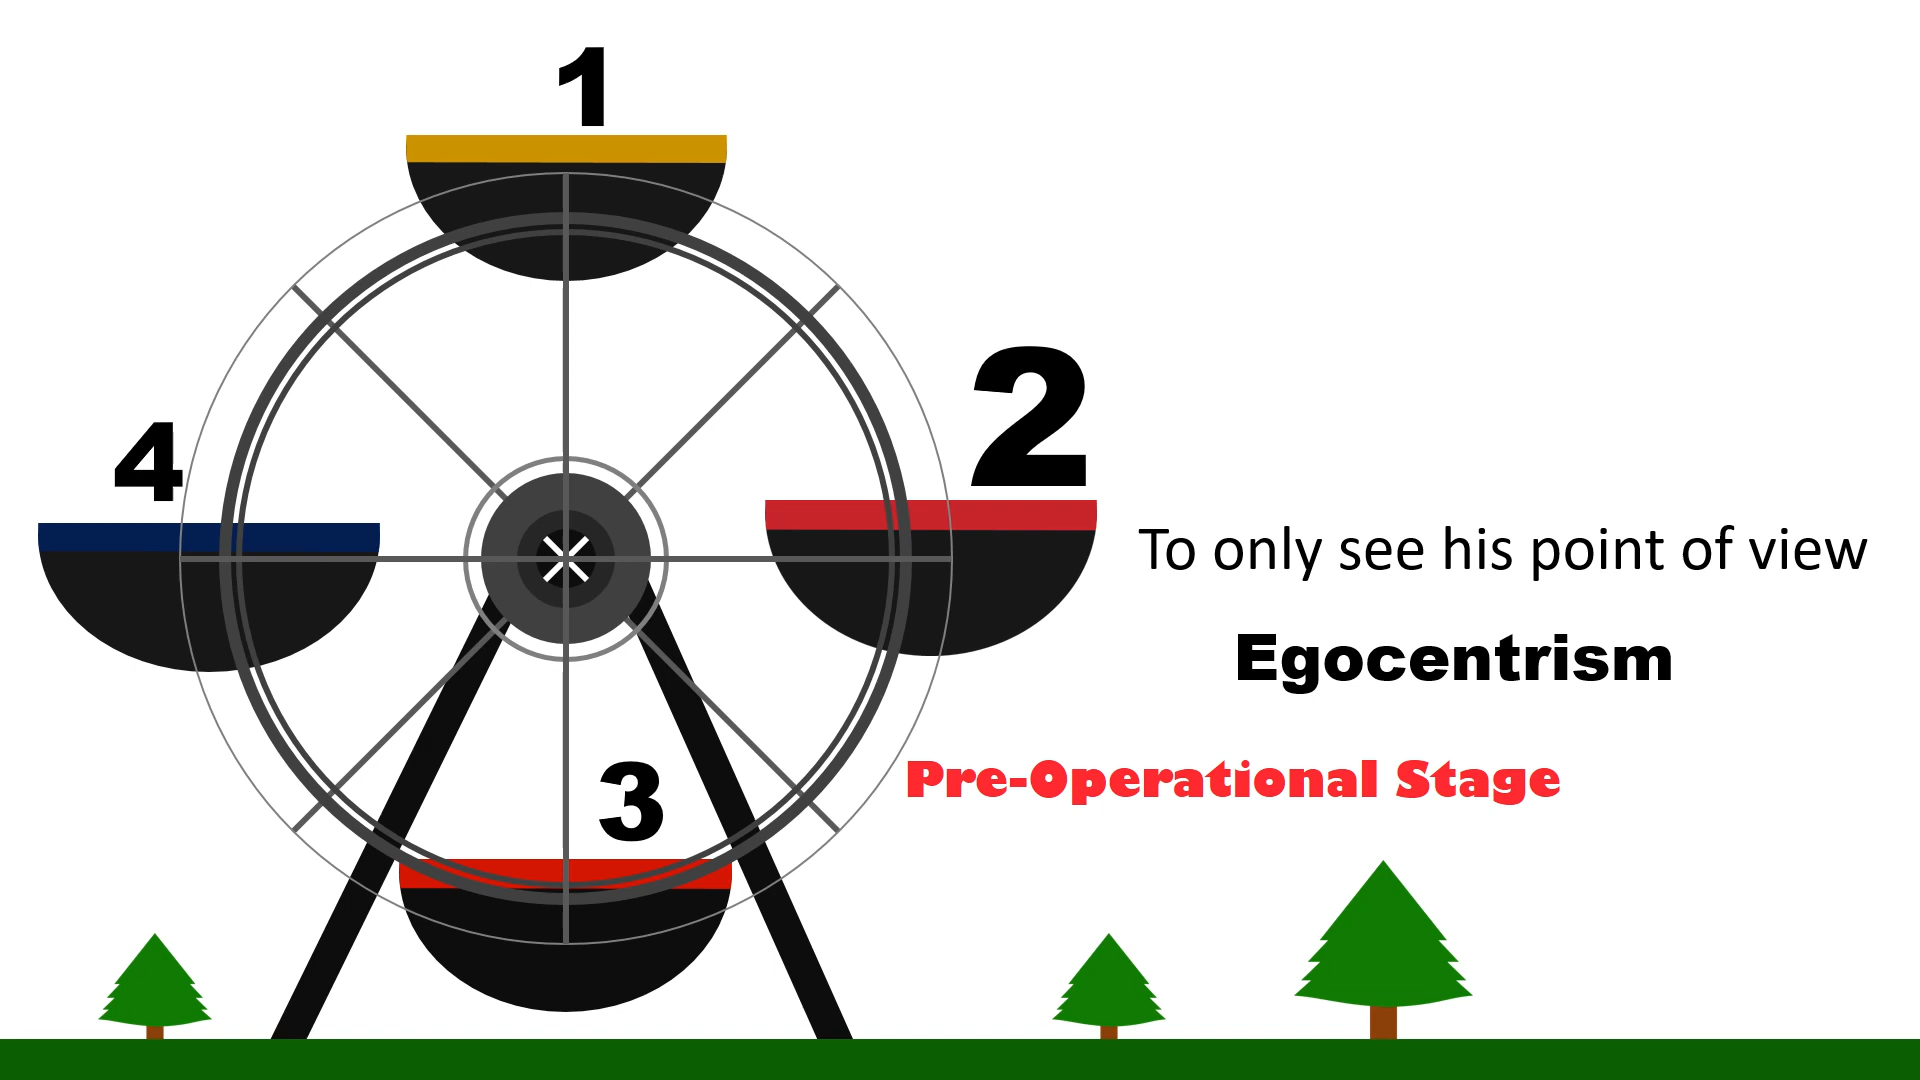 1
2
4
To only see his point of view
Egocentrism
3
Pre-Operational Stage